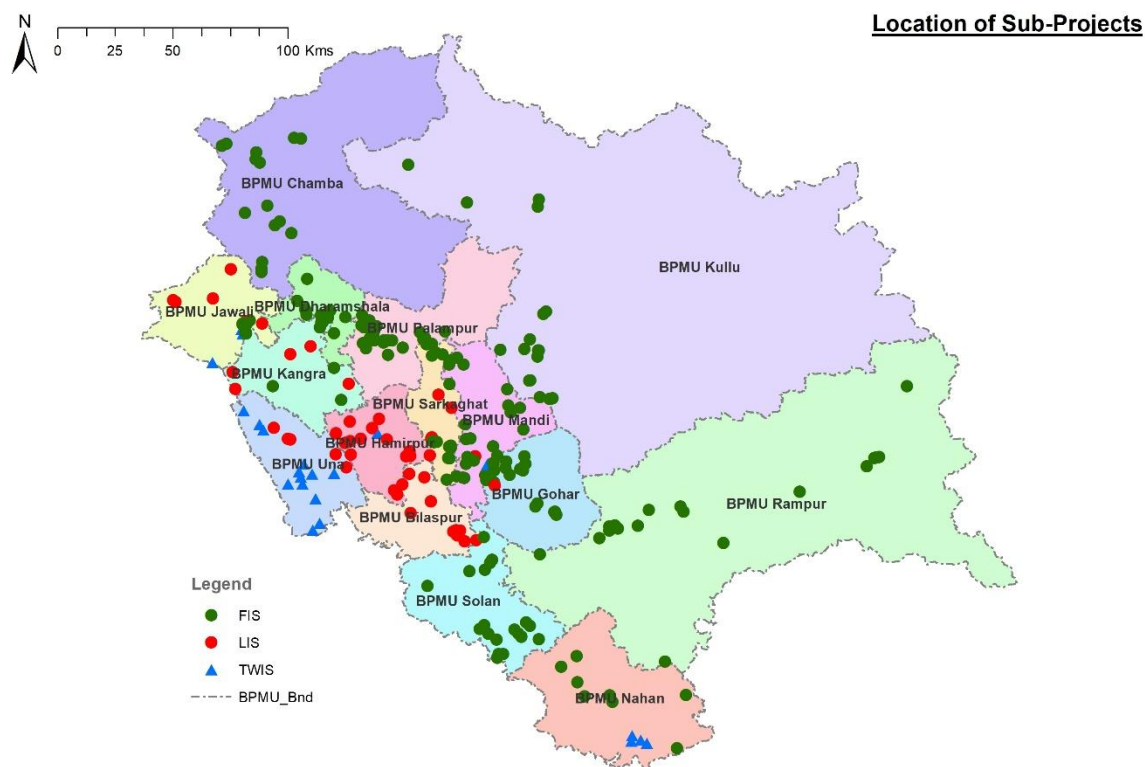 Location of Sub-Projects
N
0 25 50 100 Kms
BPMU Chamba
BPMU Kullu
BPMU Dharamshala
BPMU Jawali
BPMU Palampur
BPMU Kangra
BPMU Sarkaghat
BPMU Mandi
BPMU Hamirpur
BPMU Una
BPMU Gohar
BPMU Rampur
BPMU Bilaspur
BPMU Solan
BPMU Nahan
Legend
FIS
LIS
TWIS
BPMU_Bnd